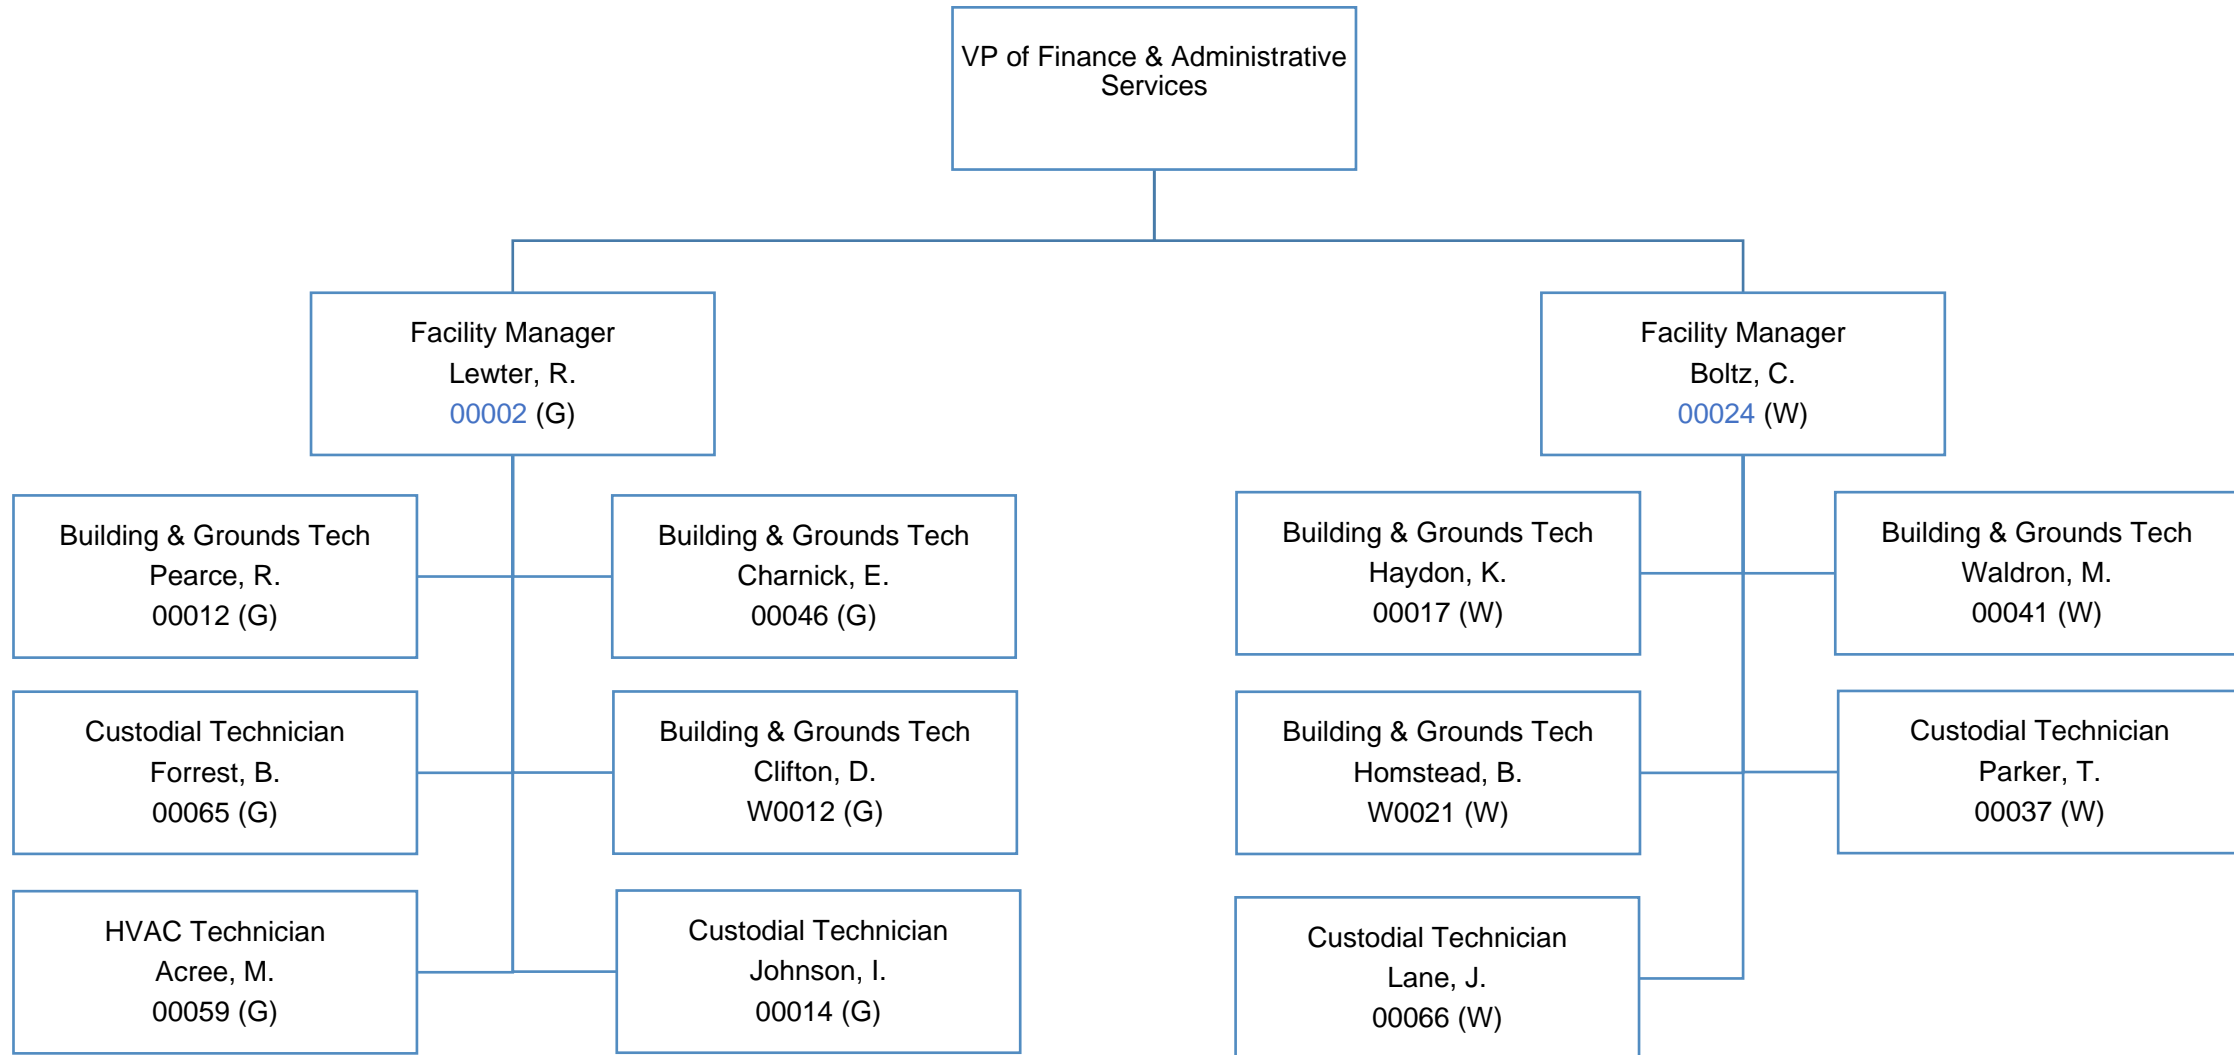 VP of Finance & Administrative
Services
Facility Manager
Lewter, R.
00002 (G)
Facility Manager
Boltz, C.
00024 (W)
Building & Grounds Tech
Pearce, R.
00012 (G)
Building & Grounds Tech
Charnick, E.
00046 (G)
Building & Grounds Tech
Haydon, K.
00017 (W)
Building & Grounds Tech
Waldron, M.
00041 (W)
Custodial Technician
Forrest, B.
00065 (G)
Building & Grounds Tech
Clifton, D.
W0012 (G)
Building & Grounds Tech
Homstead, B.
W0021 (W)
Custodial Technician
Parker, T.
00037 (W)
HVAC Technician
Acree, M.
00059 (G)
Custodial Technician
Johnson, I.
00014 (G)
Custodial Technician
Lane, J.
00066 (W)